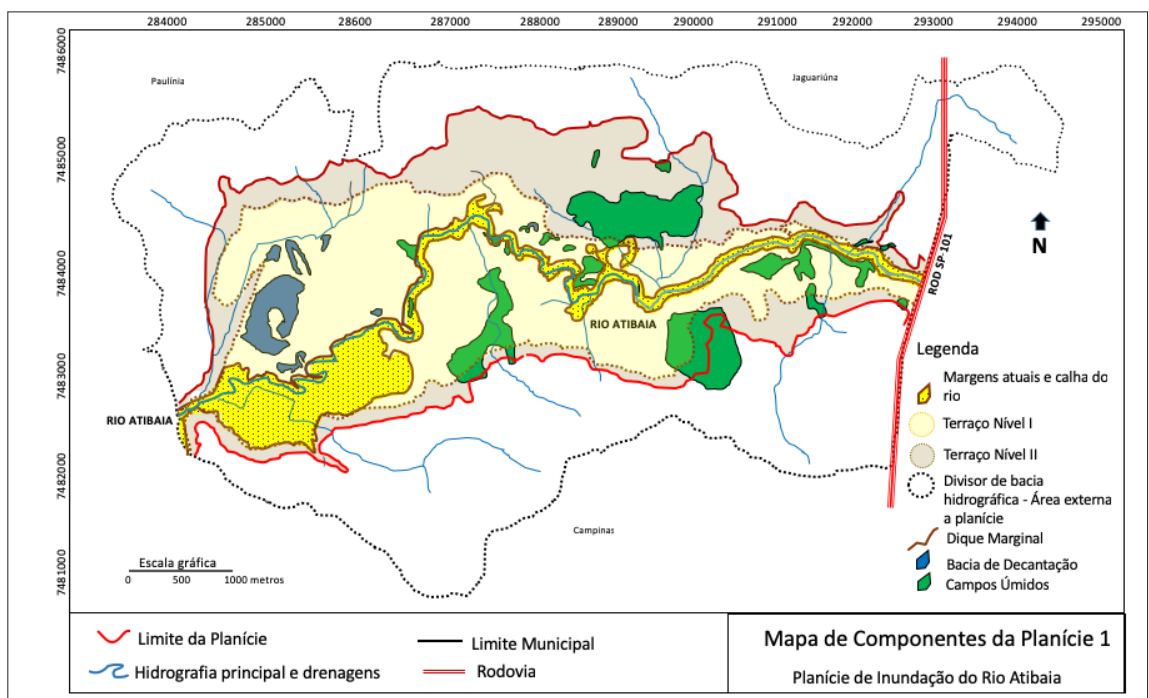 284000 285000 28600 287000 288000 289000 290000 291000 292000 293000 294000 295000
7486000
7485000
7484000
7483000
7482000
7481000
Paulínia
Jaguariúna
N
ROD SP-101
RIO ATIBAIA
RIO ATIBAIA
Campinas
Legenda
Margens atuais e calha do
rio
Terraço Nível I
Terraço Nível II
Divisor de bacia
hidrográfica - Área externa
a planície
Dique Marginal
Bacia de Decantação
Campos Úmidos
Escala gráfica
0 500 1000 metros
Limite da Planície
Limite Municipal
Hidrografia principal e drenagens
Rodovia
Mapa de Componentes da Planície 1
Planície de Inundação do Rio Atibaia